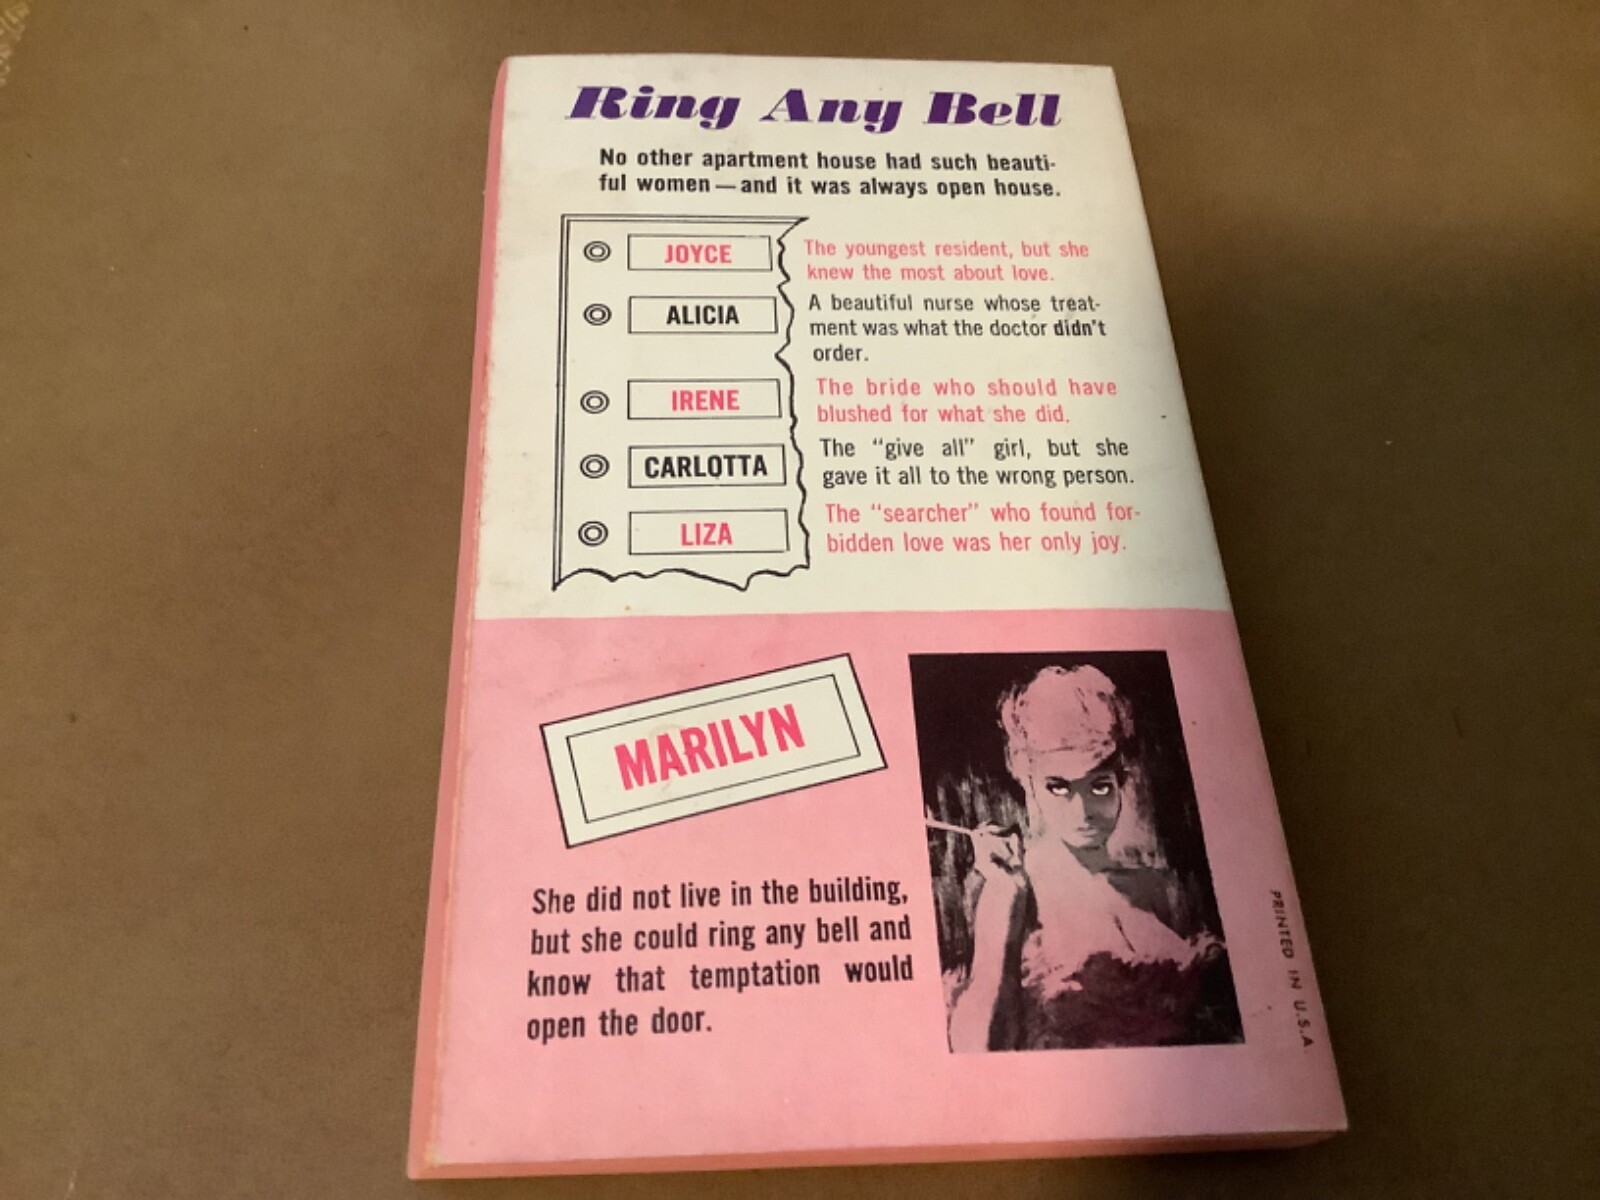 Ring Any Bell
No other apartment house had such beauti-
ful women — and it was always open house.
JOYCE
The youngest resident, but she
knew the most about love.
ALICIA
A beautiful nurse whose treat-
ment was what the doctor didn't
order.
IRENE
The bride who should have
blushed for what she did.
CARLOTTA
The "give all" girl, but she
gave it all to the wrong person.
LIZA
The "searcher" who found for-
bidden love was her only joy.
MARILYN
She did not live in the building,
but she could ring any bell and
know that temptation would
open the door.
PRINTED IN U.S.A.